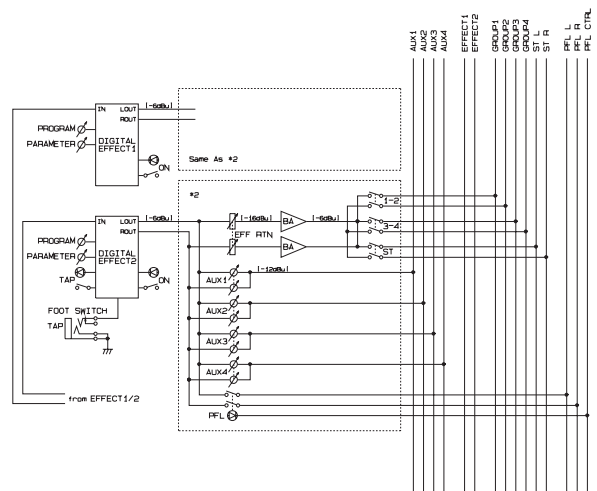 AUX1
AUX2
AUX3
AUX4
EFFECT1
EFFECT2
GROUP1
GROUP2
GROUP3
GROUP4
ST L
ST R
PFL L
PFL R
PFL CTRL
IN LOUT [-6dBu]
ROUT
PROGRAM
PARAMETER
DIGITAL
EFFECT1
ON
Same As *2
*2
IN LOUT [-6dBu]
ROUT
[-16dBu] BA [-6dBu]
EFF RTN
BA
1-2
3-4
ST
PROGRAM
PARAMETER
DIGITAL
EFFECT2
TAP
ON
[-12dBu]
AUX1
AUX2
AUX3
AUX4
FOOT SWITCH
TAP
from EFFECT1/2
PFL